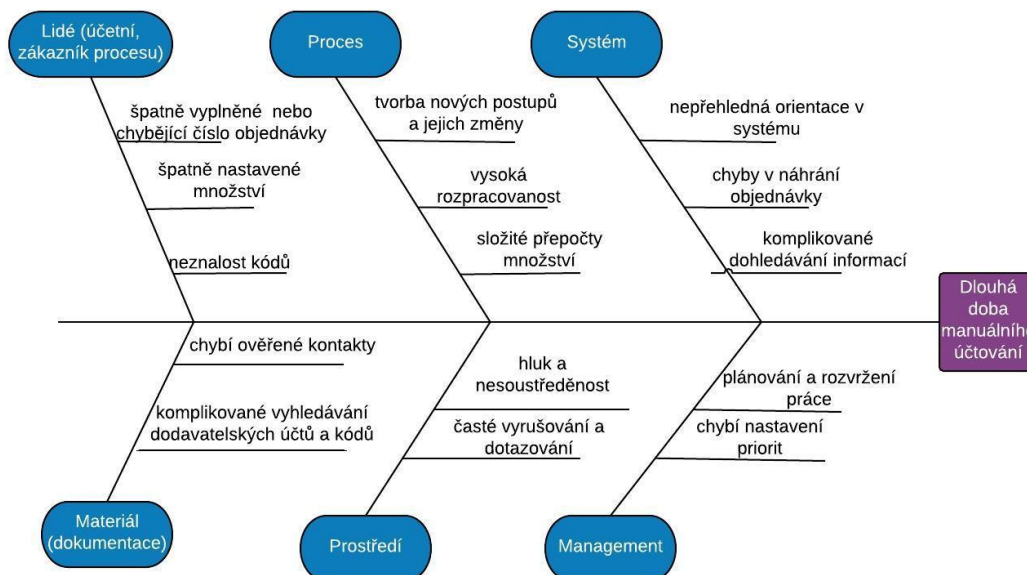 Lidé (účetní,
zákazník procesu)
Proces
Systém
špatně vyplněné nebo
chybějící číslo objednávky
špatně nastavené
množství
neznalost kódů
tvorba nových postupů
a jejich změny
vysoká
rozpracovanost
složité přepočty
množství
nepřehledná orientace v
systému
chyby v náhrání
objednávky
komplikované
dohledávání informací
Dlouhá
doba
manuálního
účtování
chybí ověřené kontakty
komplikované vyhledávání
dodavatelských účtů a kódů
hluk a
nesoustředěnost
časté vyrušování a
dotazování
plánování a rozvržení
práce
chybí nastavení
priorit
Materiál
(dokumentace)
Prostředí
Management